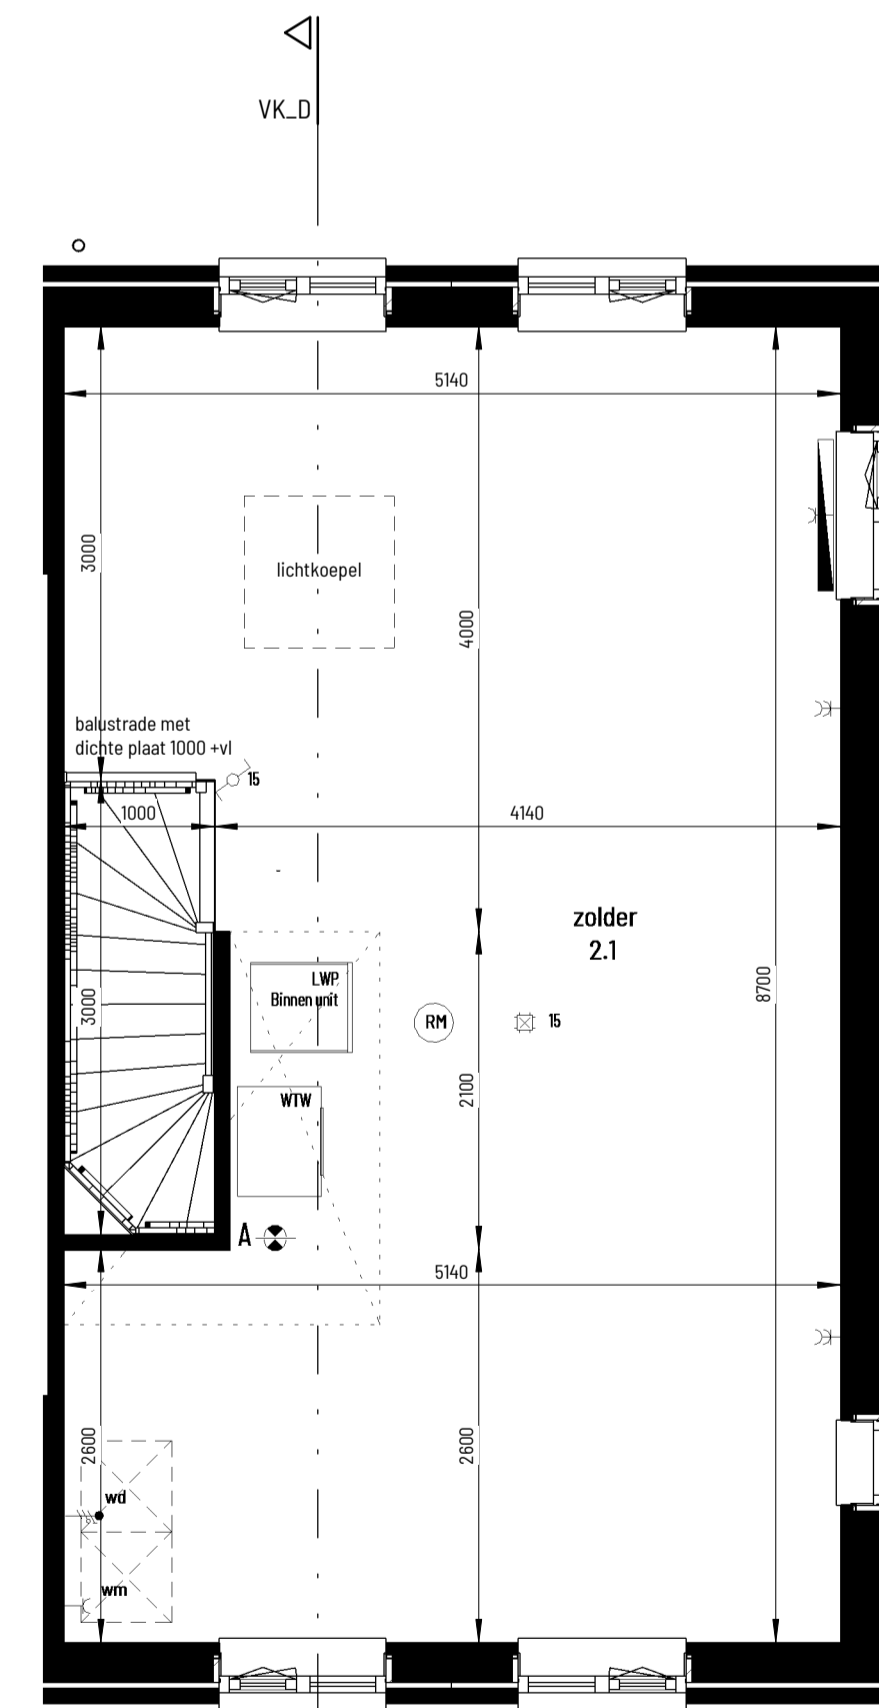 VK_D
5140
3000
lichtkoepel
4000
balustrade met
dichte plaat 1000 +vl
15
1000
4140
zolder
2.1
LWP
Binnen unit
8700
3000
RM
15
2100
WTW
A
5140
2600
2600
wd
wm